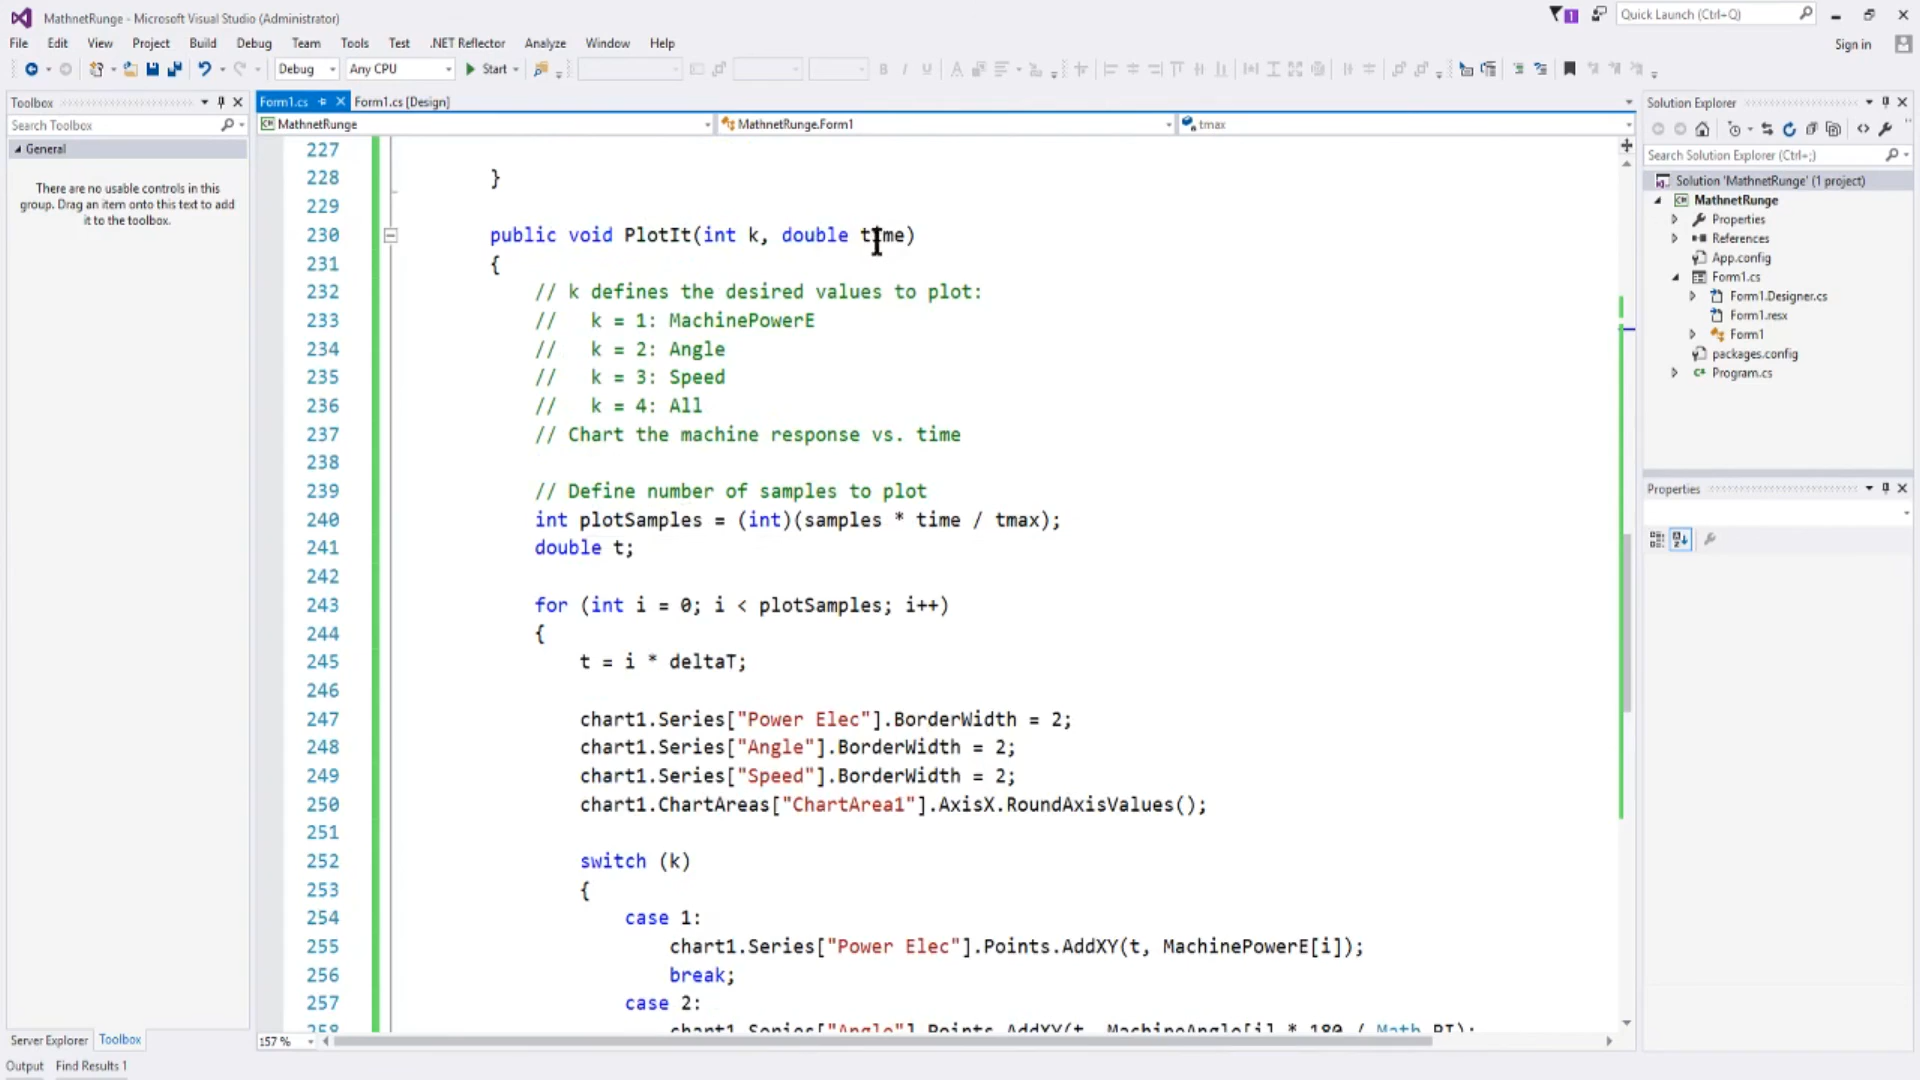 MathnetRunge - Microsoft Visual Studio (Administrator)
1
Quick Launch (Ctrl+Q)
File Edit View Project Build Debug Team Tools Test .NET Reflector Analyze Window Help
Sign in
Debug Any CPU Start
Toolbox
Search Toolbox
General
There are no usable controls in this
group. Drag an item onto this text to add
it to the toolbox.
Form1.cs Form1.cs [Design]
MathnetRunge MathnetRunge.Form1 tmax
227
228 }
229
230 public void PlotIt(int k, double time)
231 {
232 // k defines the desired values to plot:
233 //   k = 1: MachinePowerE
234 //   k = 2: Angle
235 //   k = 3: Speed
236 //   k = 4: All
237 // Chart the machine response vs. time
238
239 // Define number of samples to plot
240 int plotSamples = (int)(samples * time / tmax);
241 double t;
242
243 for (int i = 0; i < plotSamples; i++)
244 {
245 t = i * deltaT;
246
247 chart1.Series["Power Elec"].BorderWidth = 2;
248 chart1.Series["Angle"].BorderWidth = 2;
249 chart1.Series["Speed"].BorderWidth = 2;
250 chart1.ChartAreas["ChartArea1"].AxisX.RoundAxisValues();
251
252 switch (k)
253 {
254 case 1:
255 chart1.Series["Power Elec"].Points.AddXY(t, MachinePowerE[i]);
256 break;
257 case 2:
258 chart1.Series["Angle"].Points.AddXY(t, MachineAngle[i] * 180 / Math.PI);
157 %
Server Explorer Toolbox
Output Find Results 1
Solution Explorer
Search Solution Explorer (Ctrl+;)
Solution 'MathnetRunge' (1 project)
MathnetRunge
Properties
References
App.config
Form1.cs
Form1.Designer.cs
Form1.resx
Form1
packages.config
Program.cs
Properties